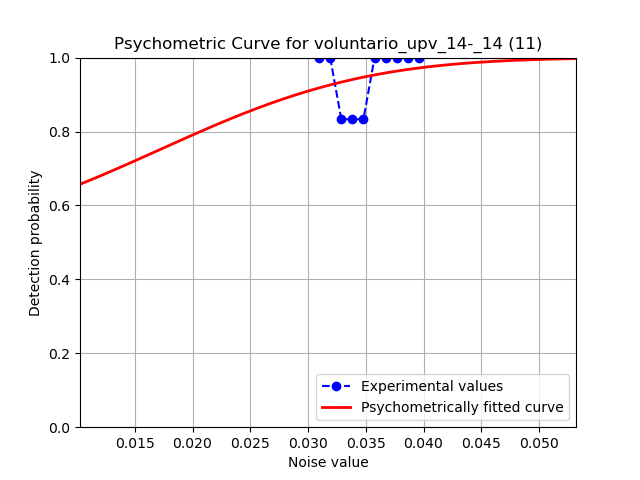 Psychometric Curve for voluntario_upv_14-_14 (11)
1.0
0.8
0.6
0.4
0.2
0.0
Detection probability
Experimental values
Psychometrically fitted curve
0.015 0.020 0.025 0.030 0.035 0.040 0.045 0.050
Noise value